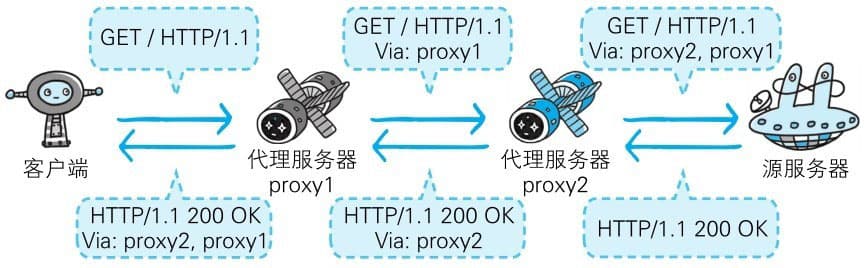 GET / HTTP/1.1
GET / HTTP/1.1
Via: proxy1
GET / HTTP/1.1
Via: proxy2, proxy1
客户端
代理服务器
proxy1
代理服务器
proxy2
源服务器
HTTP/1.1 200 OK
Via: proxy2, proxy1
HTTP/1.1 200 OK
Via: proxy2
HTTP/1.1 200 OK